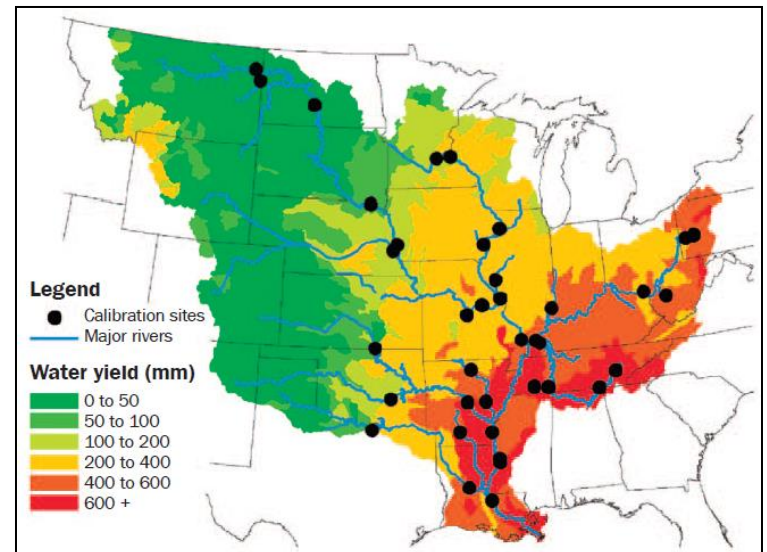 Legend
Calibration sites
Major rivers
Water yield (mm)
0 to 50
50 to 100
100 to 200
200 to 400
400 to 600
600 +